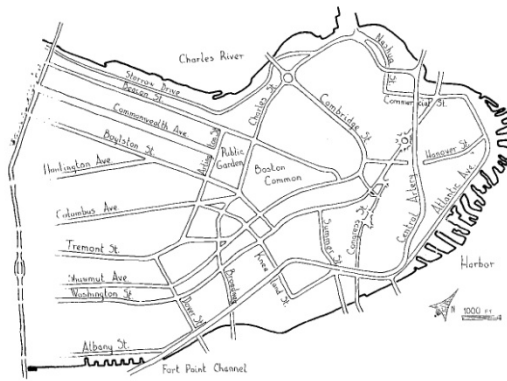 Charles River
Nashua
St.
Storrow Drive
Beacon St.
Commercial St.
Commonwealth Ave.
Charles St.
Cambridge St.
Boylston St.
Public
Garden
Hanover St.
Huntington Ave.
Boston
Common
Atlantic Ave.
Central Artery
Columbus Ave.
Congress St.
Summer St.
Tremont St.
Harbor
Shawmut Ave
Washington St
Kneeland St.
Broadway
Dover St.
N
1000 FT
Albany St.
Fort Point Channel